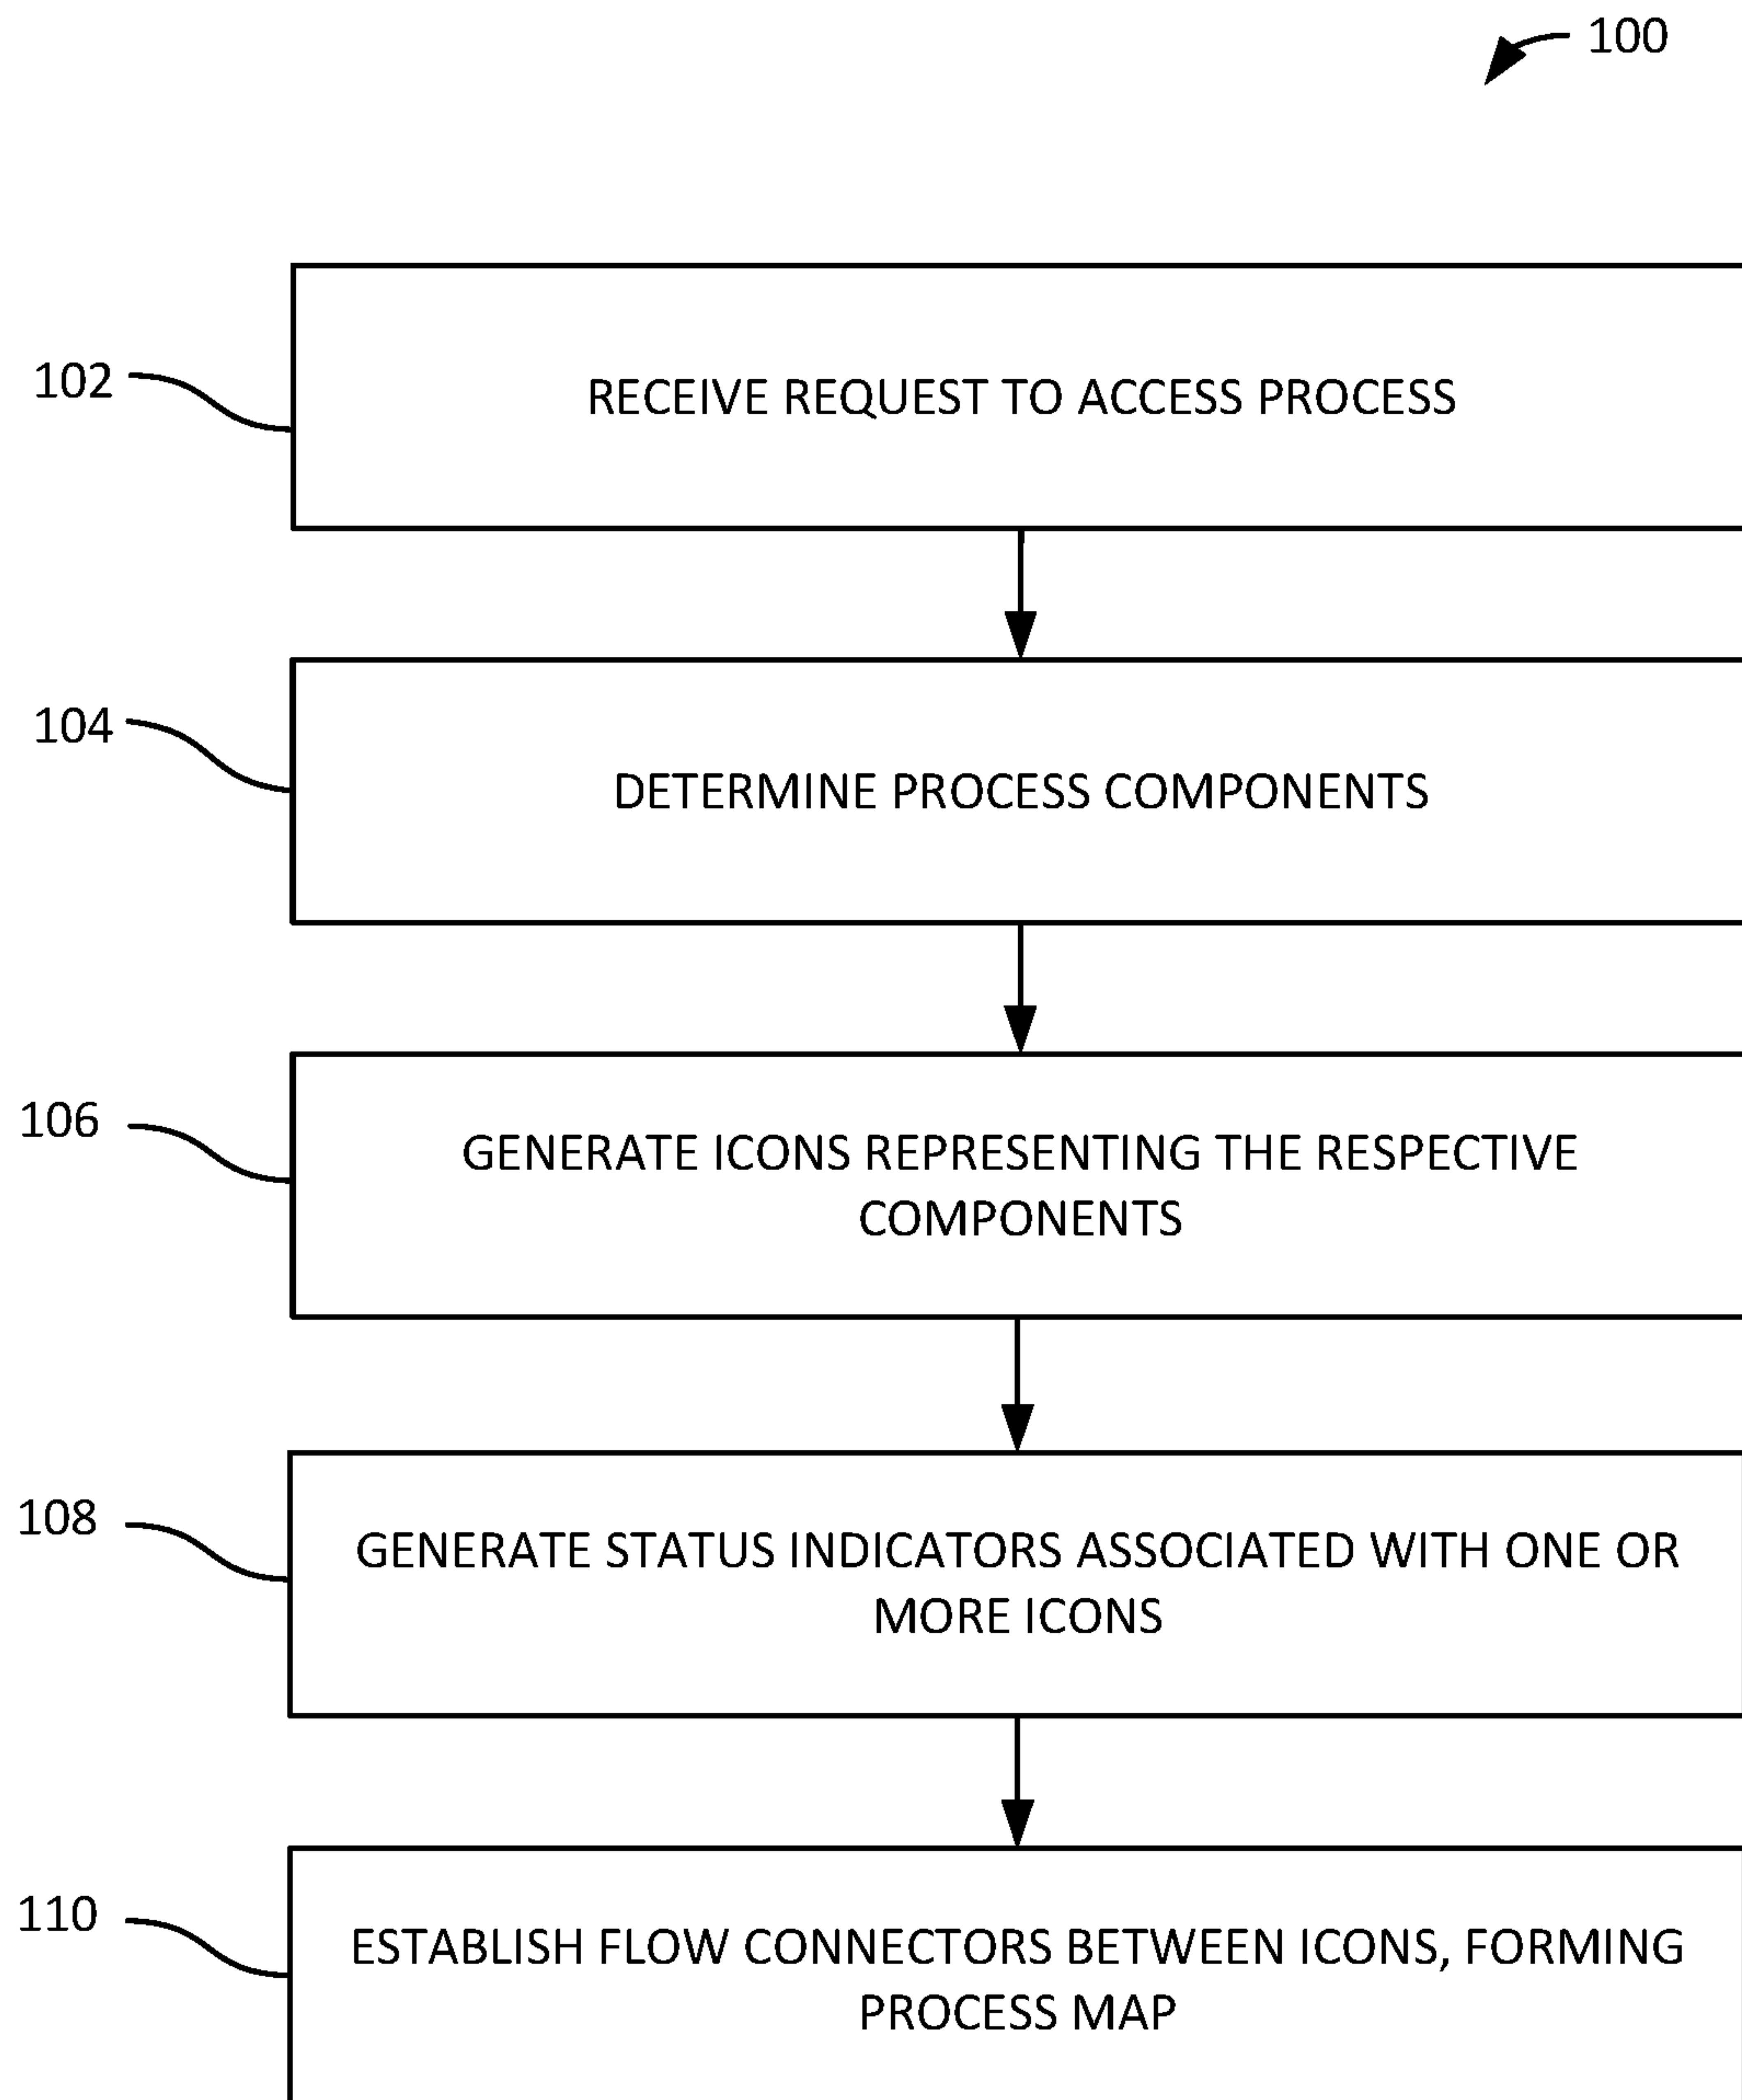 100
102
RECEIVE REQUEST TO ACCESS PROCESS
104
DETERMINE PROCESS COMPONENTS
106
GENERATE ICONS REPRESENTING THE RESPECTIVE
COMPONENTS
108
GENERATE STATUS INDICATORS ASSOCIATED WITH ONE OR
MORE ICONS
110
ESTABLISH FLOW CONNECTORS BETWEEN ICONS, FORMING
PROCESS MAP